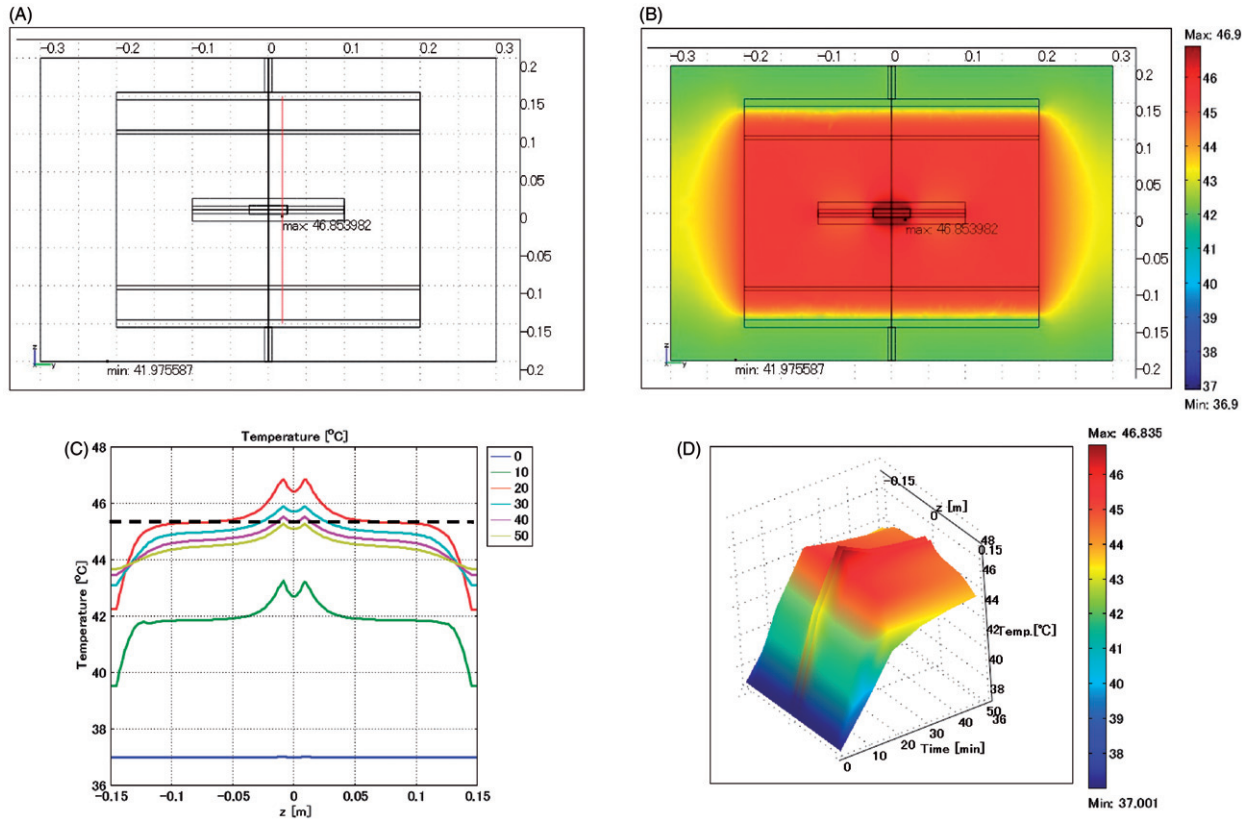 (A)
-0.3 -0.2 -0.1 0 0.1 0.2 0.3
0.2
0.15
0.1
0.05
0
-0.05
-0.1
-0.15
-0.2
max: 46.853982
min: 41.975587
z
y
(B)
-0.3 -0.2 -0.1 0 0.1 0.2 0.3
0.2
0.15
0.1
0.05
0
-0.05
-0.1
-0.15
-0.2
max: 46.853982
min: 41.975587
z
y
Max: 46.9
46
45
44
43
42
41
40
39
38
37
Min: 36.9
(C)
Temperature [°C]
48
46
44
42
40
38
36
Temperature [°C]
-0.15 -0.1 -0.05 0 0.05 0.1 0.15
z [m]
0
10
20
30
40
50
(D)
-0.15
z [m]
0
0.15
48
46
44
42
Temp.[°C]
40
38
36
0 10 20 30 40 50
Time [min]
Max: 46.835
46
45
44
43
42
41
40
39
38
Min: 37.001